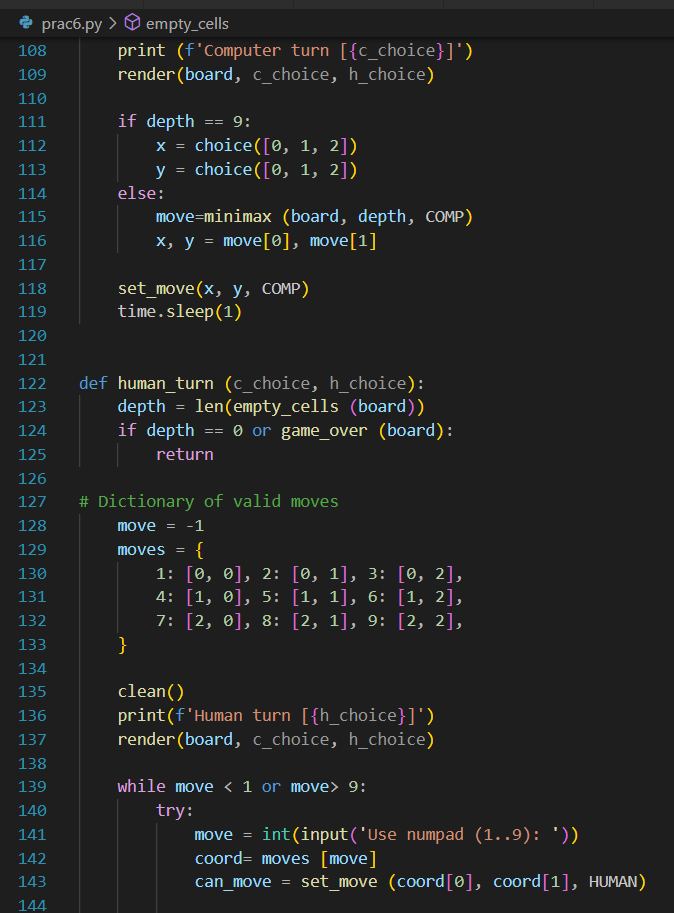 prac6.py > empty_cells
108 print (f'Computer turn [{c_choice}]')
109 render(board, c_choice, h_choice)
110
111 if depth == 9:
112 x = choice([0, 1, 2])
113 y = choice([0, 1, 2])
114 else:
115 move=minimax (board, depth, COMP)
116 x, y = move[0], move[1]
117
118 set_move(x, y, COMP)
119 time.sleep(1)
120
121
122 def human_turn (c_choice, h_choice):
123 depth = len(empty_cells (board))
124 if depth == 0 or game_over (board):
125 return
126
127 # Dictionary of valid moves
128 move = -1
129 moves = {
130 1: [0, 0], 2: [0, 1], 3: [0, 2],
131 4: [1, 0], 5: [1, 1], 6: [1, 2],
132 7: [2, 0], 8: [2, 1], 9: [2, 2],
133 }
134
135 clean()
136 print(f'Human turn [{h_choice}]')
137 render(board, c_choice, h_choice)
138
139 while move < 1 or move> 9:
140 try:
141 move = int(input('Use numpad (1..9): '))
142 coord= moves [move]
143 can_move = set_move (coord[0], coord[1], HUMAN)
144